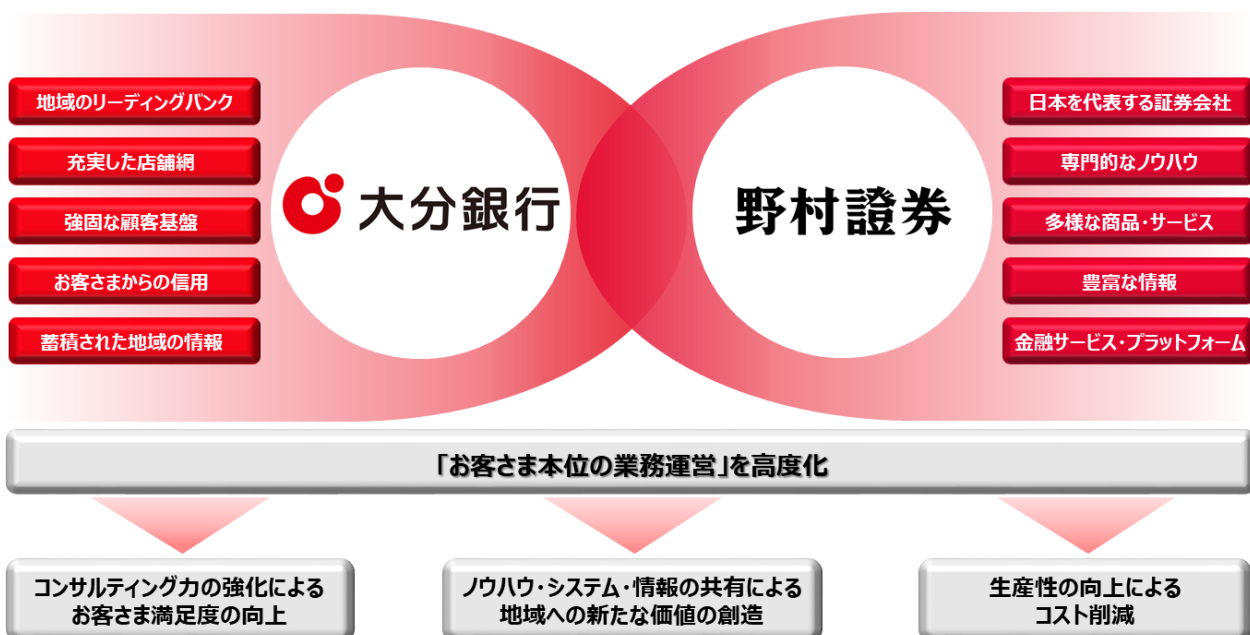 地域のリーディングバンク
充実した店舗網
強固な顧客基盤
お客さまからの信用
蓄積された地域の情報
大分銀行
野村證券
日本を代表する証券会社
専門的なノウハウ
多様な商品・サービス
豊富な情報
金融サービス・プラットフォーム
「お客さま本位の業務運営」を高度化
コンサルティング力の強化による
お客さま満足度の向上
ノウハウ・システム・情報の共有による
地域への新たな価値の創造
生産性の向上による
コスト削減